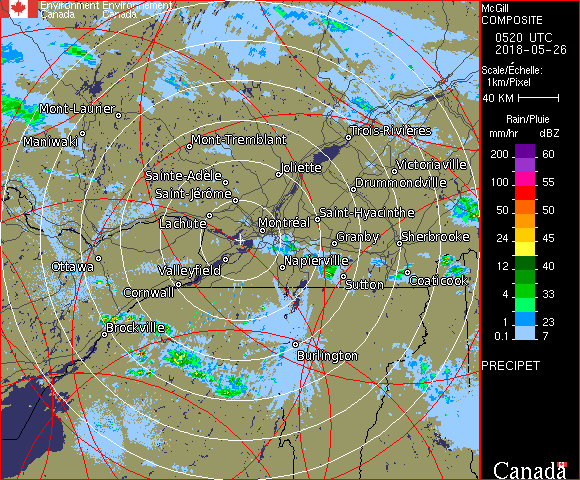 Environment Environnement
Canada Canada
McGill
COMPOSITE
0520 UTC
2018-05-26
Scale/Échelle:
1km/Pixel
40 KM
Rain/Pluie
mm/hr dBZ
200 60
100 55
50 50
24 45
12 40
4 33
1 23
0.1 7
PRECIPET
Canada
Mont-Laurier
Maniwaki
Mont-Tremblant
Trois-Rivières
Sainte-Adèle
Joliette
Victoriaville
Saint-Jérôme
Drummondville
Lachute
Montréal
Saint-Hyacinthe
Granby
Sherbrooke
Ottawa
Valleyfield
Napierville
Cornwall
Sutton
Coaticook
Brockville
Burlington